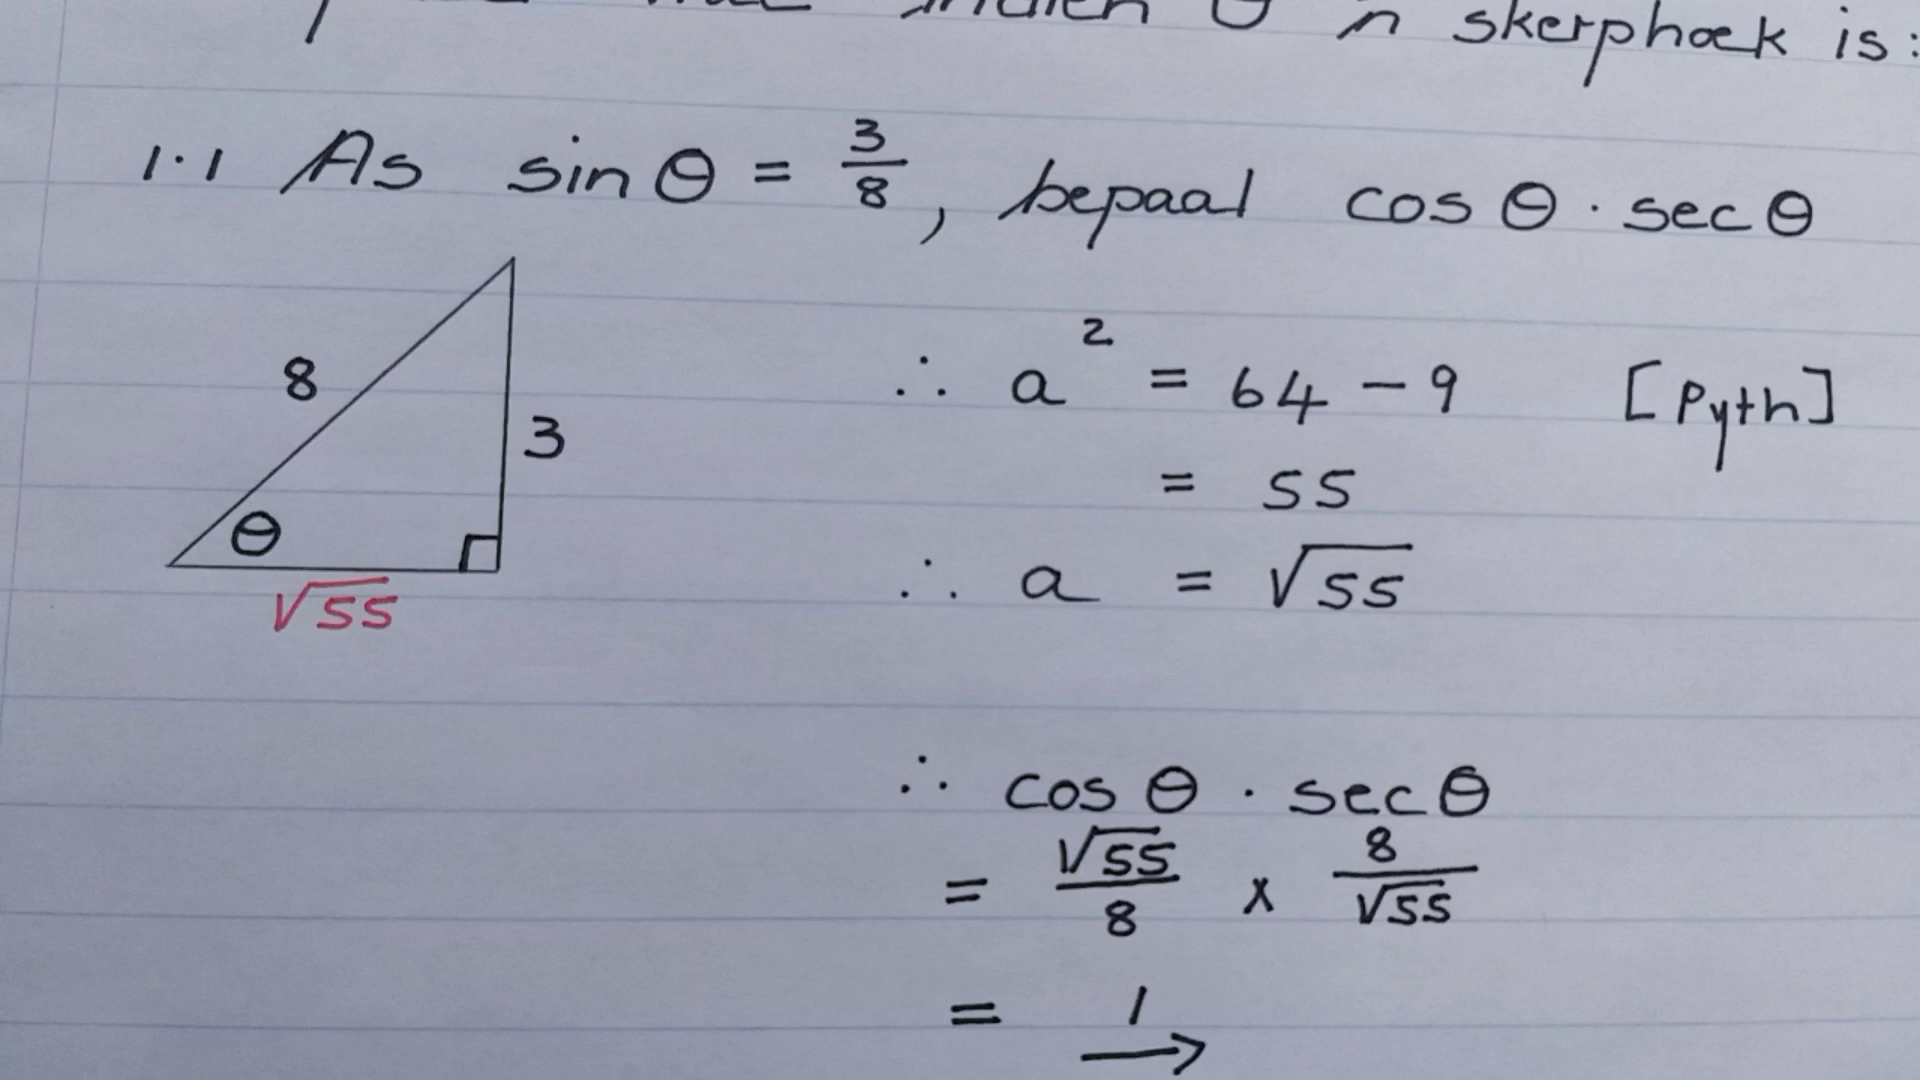 indien θ 'n skerphoek is:
1.1 As sin θ = 3/8, bepaal cos θ . sec θ
8
3
θ
√55
∴ a² = 64 - 9 [Pyth]
= 55
∴ a = √55
∴ cos θ . sec θ
= √55/8 x 8/√55
= 1